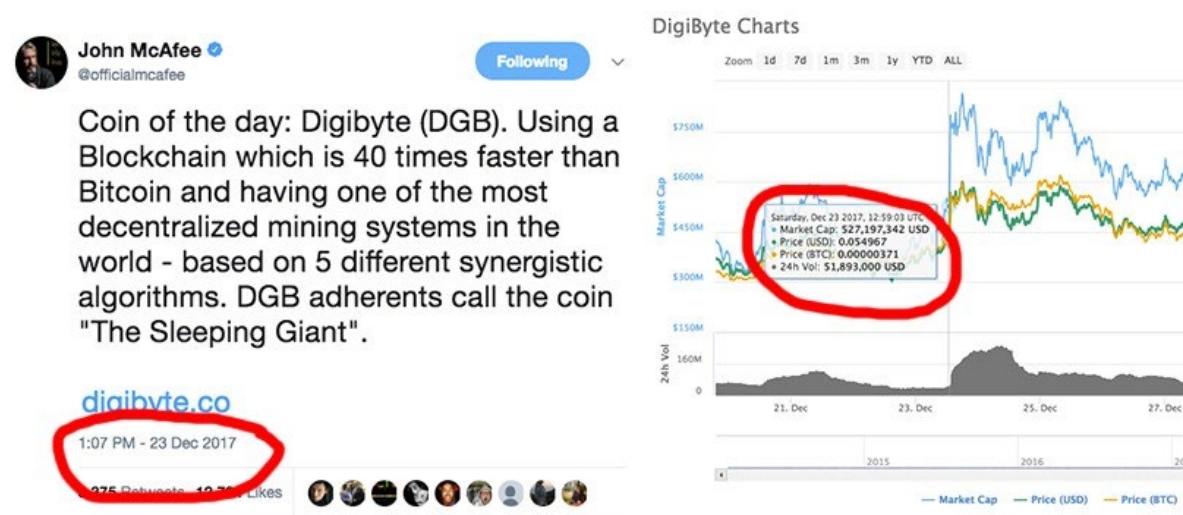 John McAfee
@officialmcafee
Following
Coin of the day: Digibyte (DGB). Using a
Blockchain which is 40 times faster than
Bitcoin and having one of the most
decentralized mining systems in the
world - based on 5 different synergistic
algorithms. DGB adherents call the coin
"The Sleeping Giant".
digibyte.co
1:07 PM - 23 Dec 2017
Retweets Likes
DigiByte Charts
Zoom 1d 7d 1m 3m 1y YTD ALL
$750M
$600M
$450M
$300M
$150M
Market Cap
Saturday, Dec 23 2017, 12:59:03 UTC
Market Cap: 527,197,342 USD
Price (USD): 0.054967
Price (BTC): 0.00000371
24h Vol: 51,893,000 USD
160M
0
24h Vol
21. Dec 23. Dec 25. Dec 27. Dec
2015 2016
Market Cap Price (USD) Price (BTC)